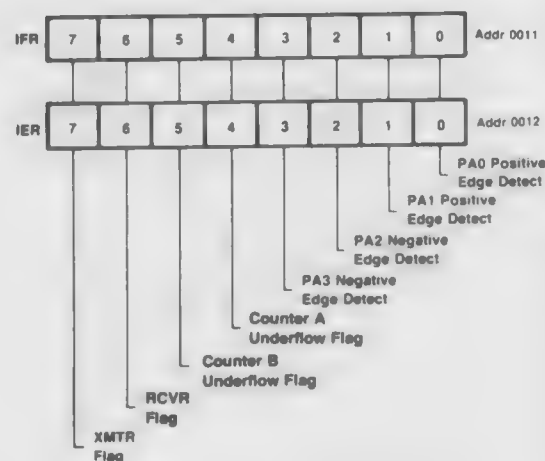 IFR 7 6 5 4 3 2 1 0 Addr 0011
IER 7 6 5 4 3 2 1 0 Addr 0012
PA0 Positive
Edge Detect
PA1 Positive
Edge Detect
PA2 Negative
Edge Detect
PA3 Negative
Edge Detect
Counter A
Underflow Flag
Counter B
Underflow Flag
RCVR
Flag
XMTR
Flag